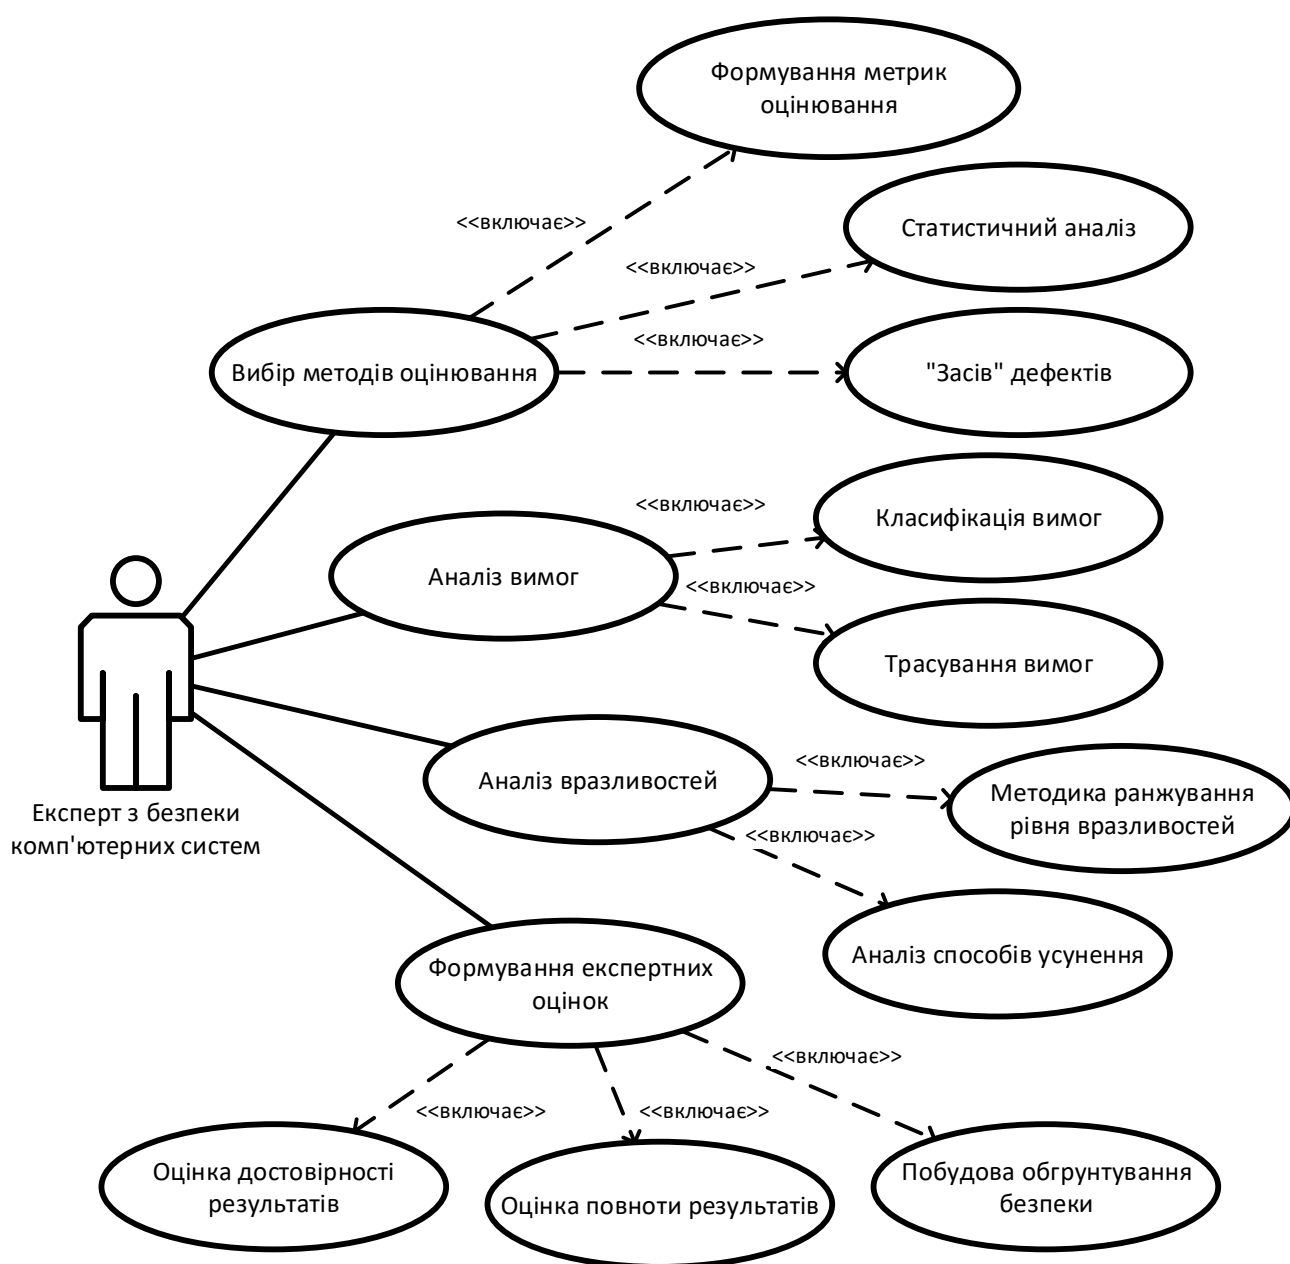 Формування метрик
оцінювання
<<включає>>
Статистичний аналіз
<<включає>>
<<включає>>
Вибір методів оцінювання
"Засів" дефектів
<<включає>>
Класифікація вимог
Аналіз вимог
<<включає>>
Трасування вимог
<<включає>>
Аналіз вразливостей
Методика ранжування
рівня вразливостей
Експерт з безпеки
комп'ютерних систем
<<включає>>
Аналіз способів усунення
Формування експертних
оцінок
<<включає>>
<<включає>>
<<включає>>
Оцінка достовірності
результатів
Оцінка повноти результатів
Побудова обгрунтування
безпеки